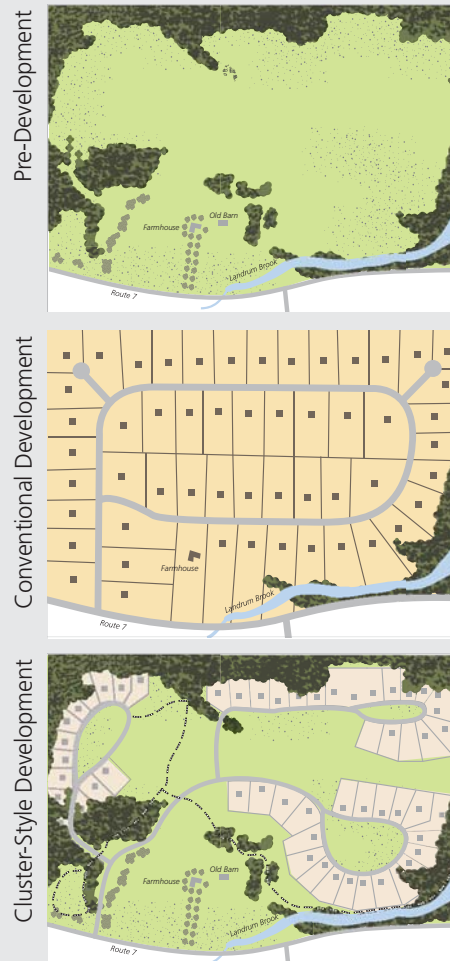 Pre-Development
Old Barn
Farmhouse
Landrum Brook
Route 7
Conventional Development
Farmhouse
Landrum Brook
Route 7
Cluster-Style Development
Old Barn
Farmhouse
Landrum Brook
Route 7